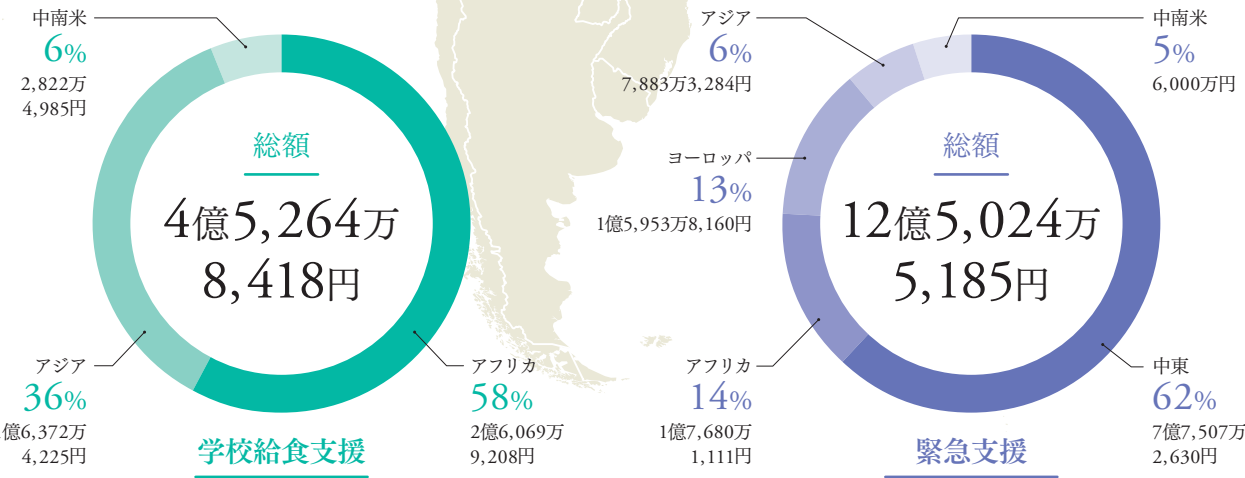 中南米
6%
2,822万
4,985円
総額
4億5,264万
8,418円
アジア
36%
億6,372万
4,225円
アフリカ
58%
2億6,069万
9,208円
学校給食支援
アジア
6%
7,883万3,284円
中南米
5%
6,000万円
ヨーロッパ
13%
1億5,953万8,160円
総額
12億5,024万
5,185円
アフリカ
14%
1億7,680万
1,111円
中東
62%
7億7,507万
2,630円
緊急支援